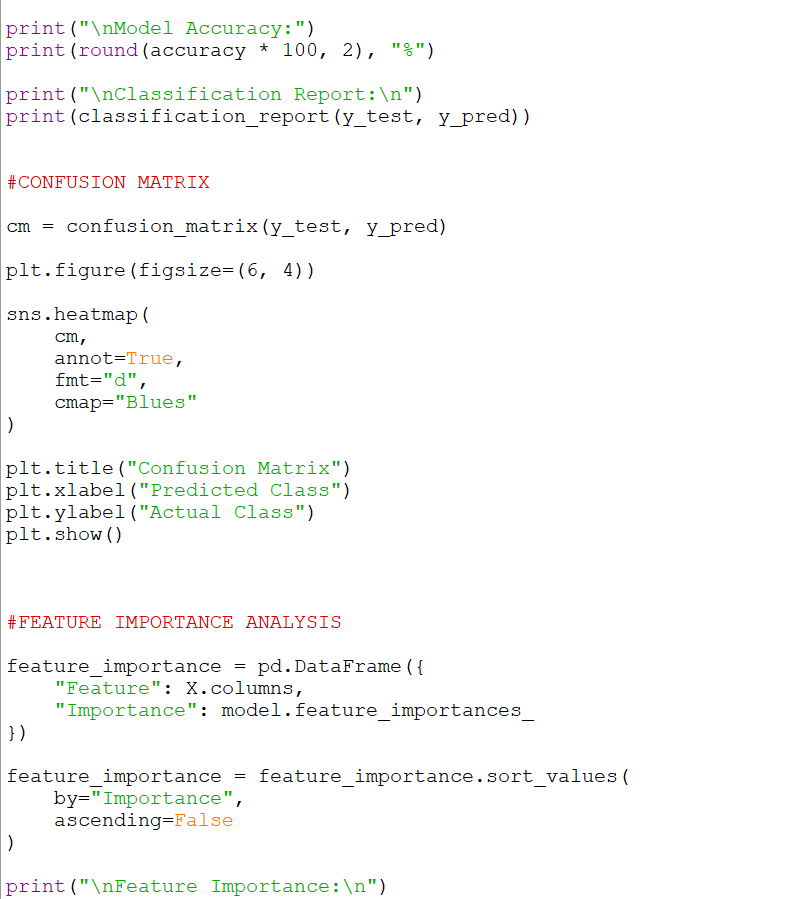 print("\nModel Accuracy:")
print(round(accuracy * 100, 2), "%")
print("\nClassification Report:\n")
print(classification_report(y_test, y_pred))
#CONFUSION MATRIX
cm = confusion_matrix(y_test, y_pred)
plt.figure(figsize=(6, 4))
sns.heatmap(
    cm,
    annot=True,
    fmt="d",
    cmap="Blues"
)
plt.title("Confusion Matrix")
plt.xlabel("Predicted Class")
plt.ylabel("Actual Class")
plt.show()
#FEATURE IMPORTANCE ANALYSIS
feature_importance = pd.DataFrame({
    "Feature": X.columns,
    "Importance": model.feature_importances_
})
feature_importance = feature_importance.sort_values(
    by="Importance",
    ascending=False
)
print("\nFeature Importance:\n")